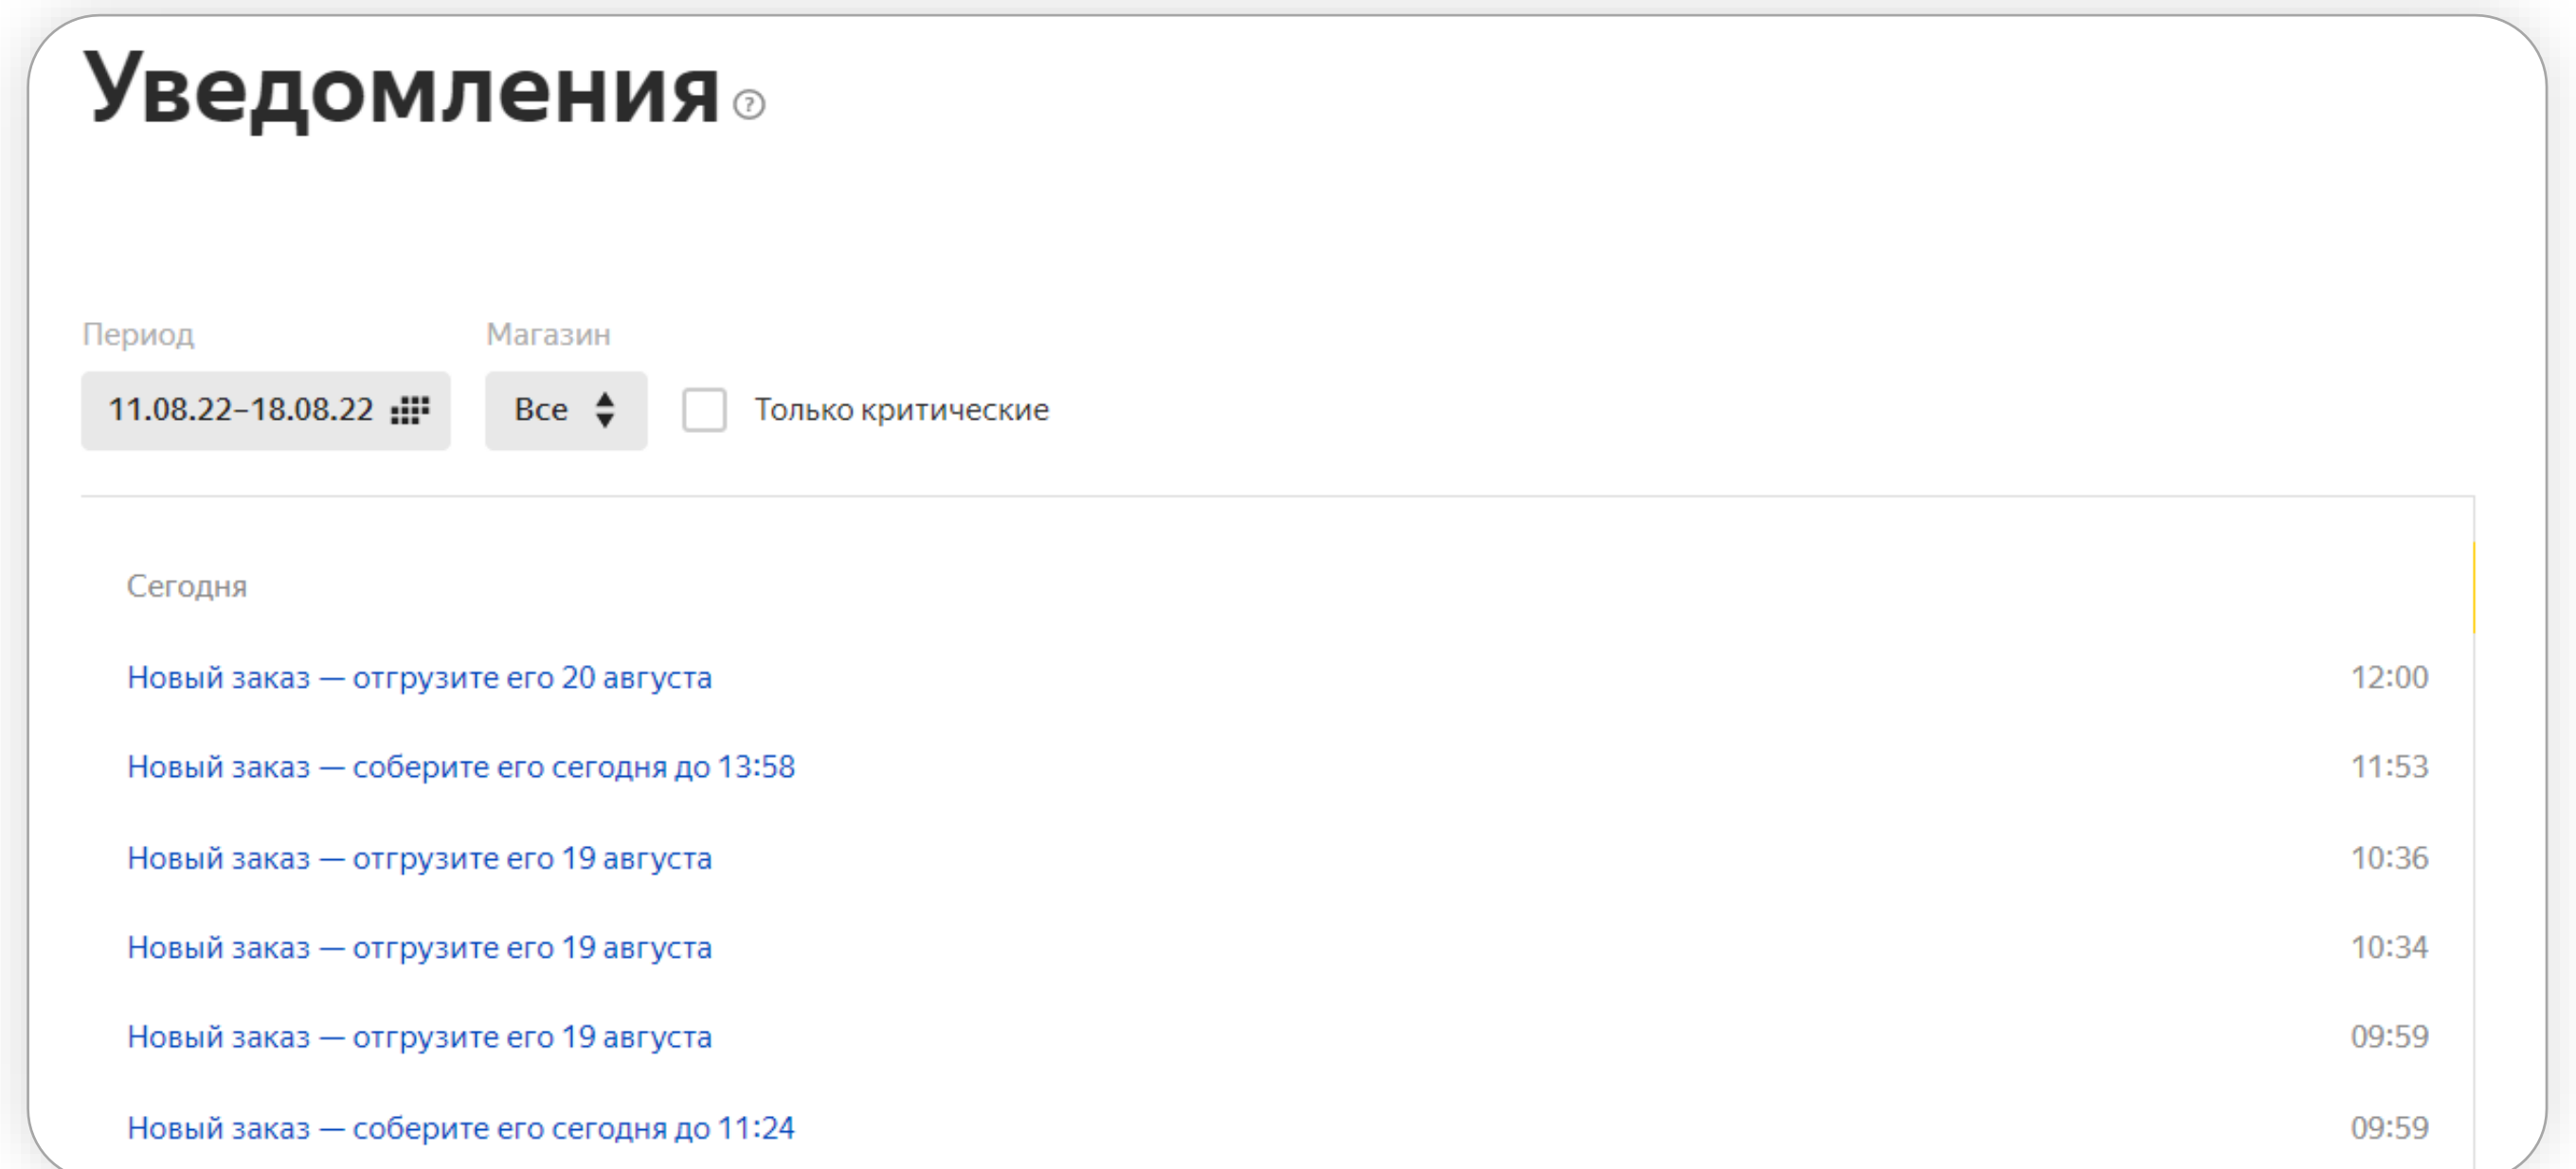 Уведомления ?
Период Магазин
11.08.22–18.08.22 Все Только критические
Сегодня
Новый заказ — отгрузите его 20 августа 12:00
Новый заказ — соберите его сегодня до 13:58 11:53
Новый заказ — отгрузите его 19 августа 10:36
Новый заказ — отгрузите его 19 августа 10:34
Новый заказ — отгрузите его 19 августа 09:59
Новый заказ — соберите его сегодня до 11:24 09:59